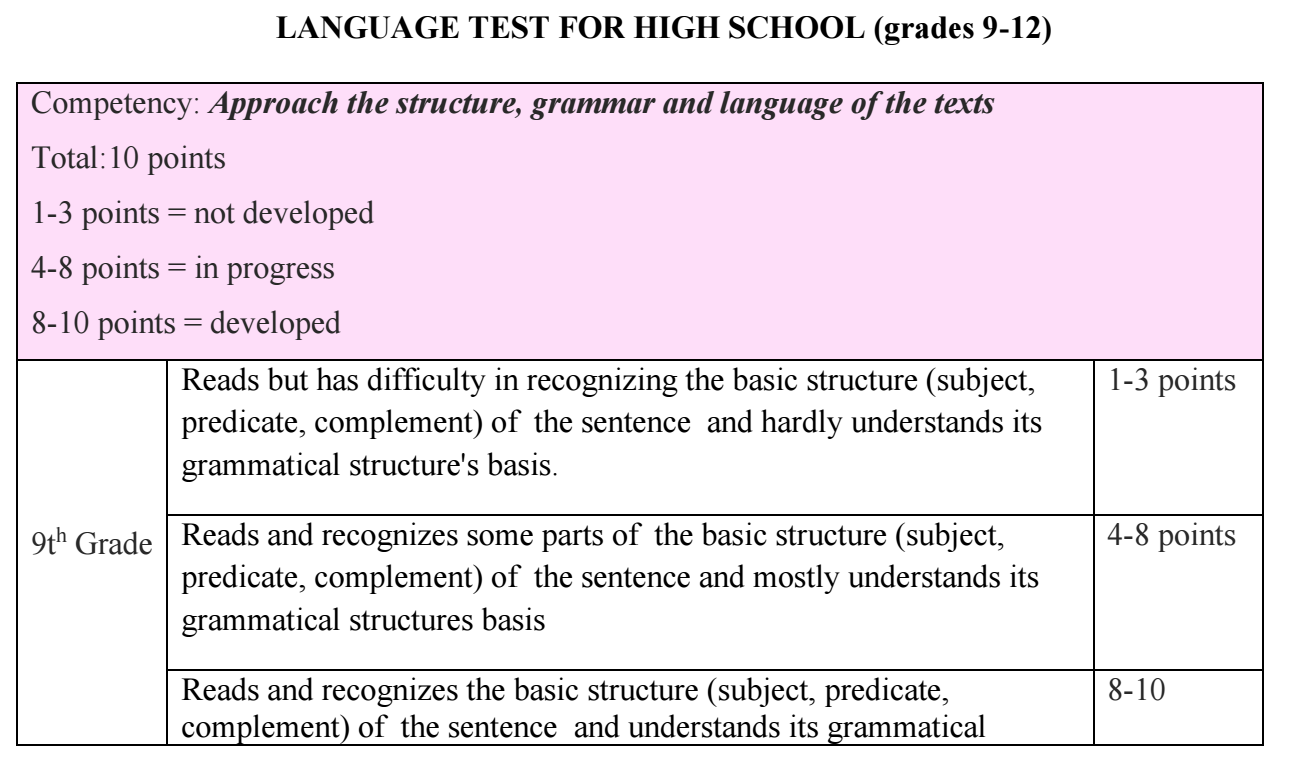 LANGUAGE TEST FOR HIGH SCHOOL (grades 9-12)
Competency: Approach the structure, grammar and language of the texts
Total:10 points
1-3 points = not developed
4-8 points = in progress
8-10 points = developed
9th Grade
Reads but has difficulty in recognizing the basic structure (subject,
predicate, complement) of the sentence and hardly understands its
grammatical structure's basis.
1-3 points
Reads and recognizes some parts of the basic structure (subject,
predicate, complement) of the sentence and mostly understands its
grammatical structures basis
4-8 points
Reads and recognizes the basic structure (subject, predicate,
complement) of the sentence and understands its grammatical
8-10